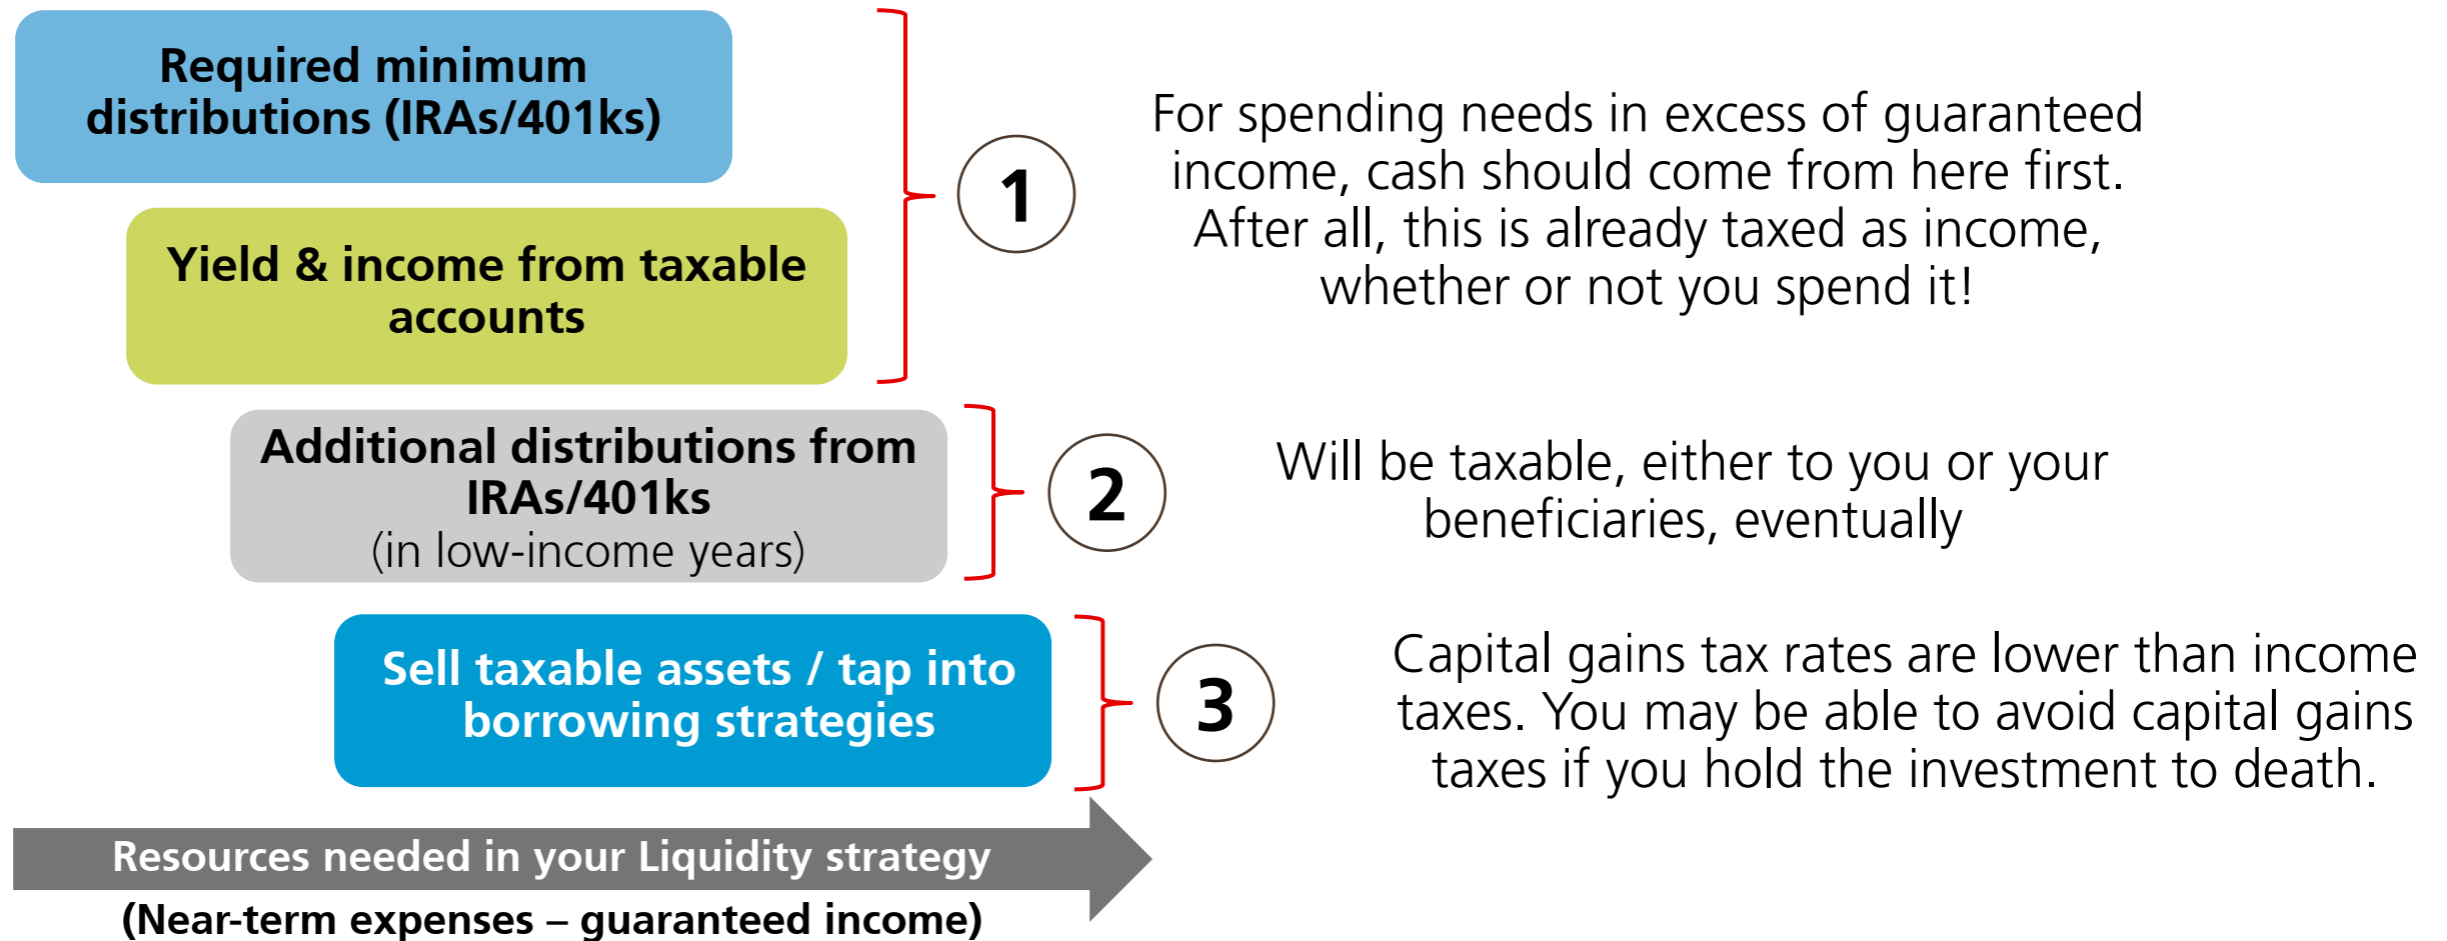 Required minimum
distributions (IRAs/401ks)
Yield & income from taxable
accounts
1
For spending needs in excess of guaranteed
income, cash should come from here first.
After all, this is already taxed as income,
whether or not you spend it!
Additional distributions from
IRAs/401ks
(in low-income years)
2
Will be taxable, either to you or your
beneficiaries, eventually
Sell taxable assets / tap into
borrowing strategies
3
Capital gains tax rates are lower than income
taxes. You may be able to avoid capital gains
taxes if you hold the investment to death.
Resources needed in your Liquidity strategy
(Near-term expenses – guaranteed income)